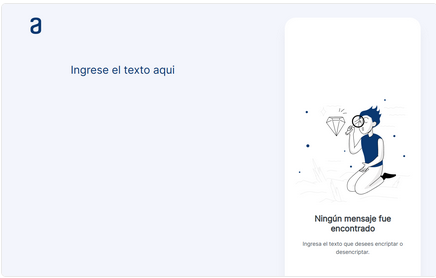 a
Ingrese el texto aqui
Ningún mensaje fue
encontrado
Ingresa el texto que desees encriptar o
desencriptar.